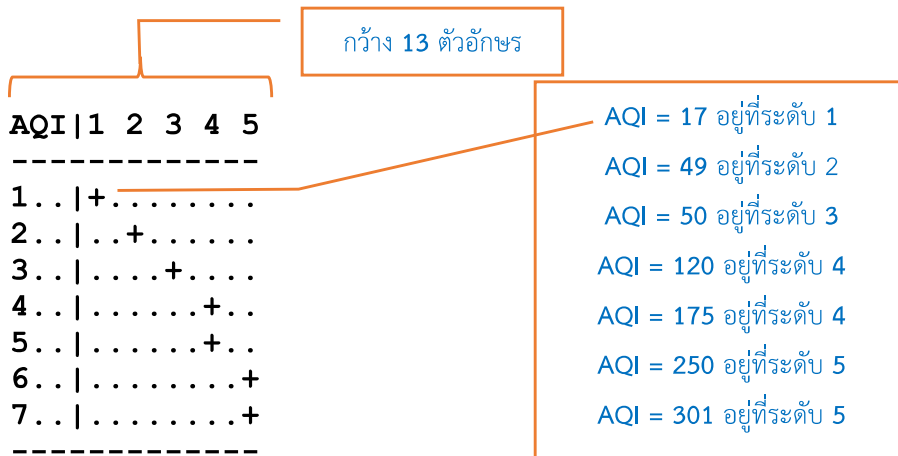 กว้าง 13 ตัวอักษร
AQI|1 2 3 4 5
-------------
1..|+........
2..|..+......
3..|....+....
4..|......+..
5..|......+..
6..|........+
7..|........+
-------------
AQI = 17 อยู่ที่ระดับ 1
AQI = 49 อยู่ที่ระดับ 2
AQI = 50 อยู่ที่ระดับ 3
AQI = 120 อยู่ที่ระดับ 4
AQI = 175 อยู่ที่ระดับ 4
AQI = 250 อยู่ที่ระดับ 5
AQI = 301 อยู่ที่ระดับ 5